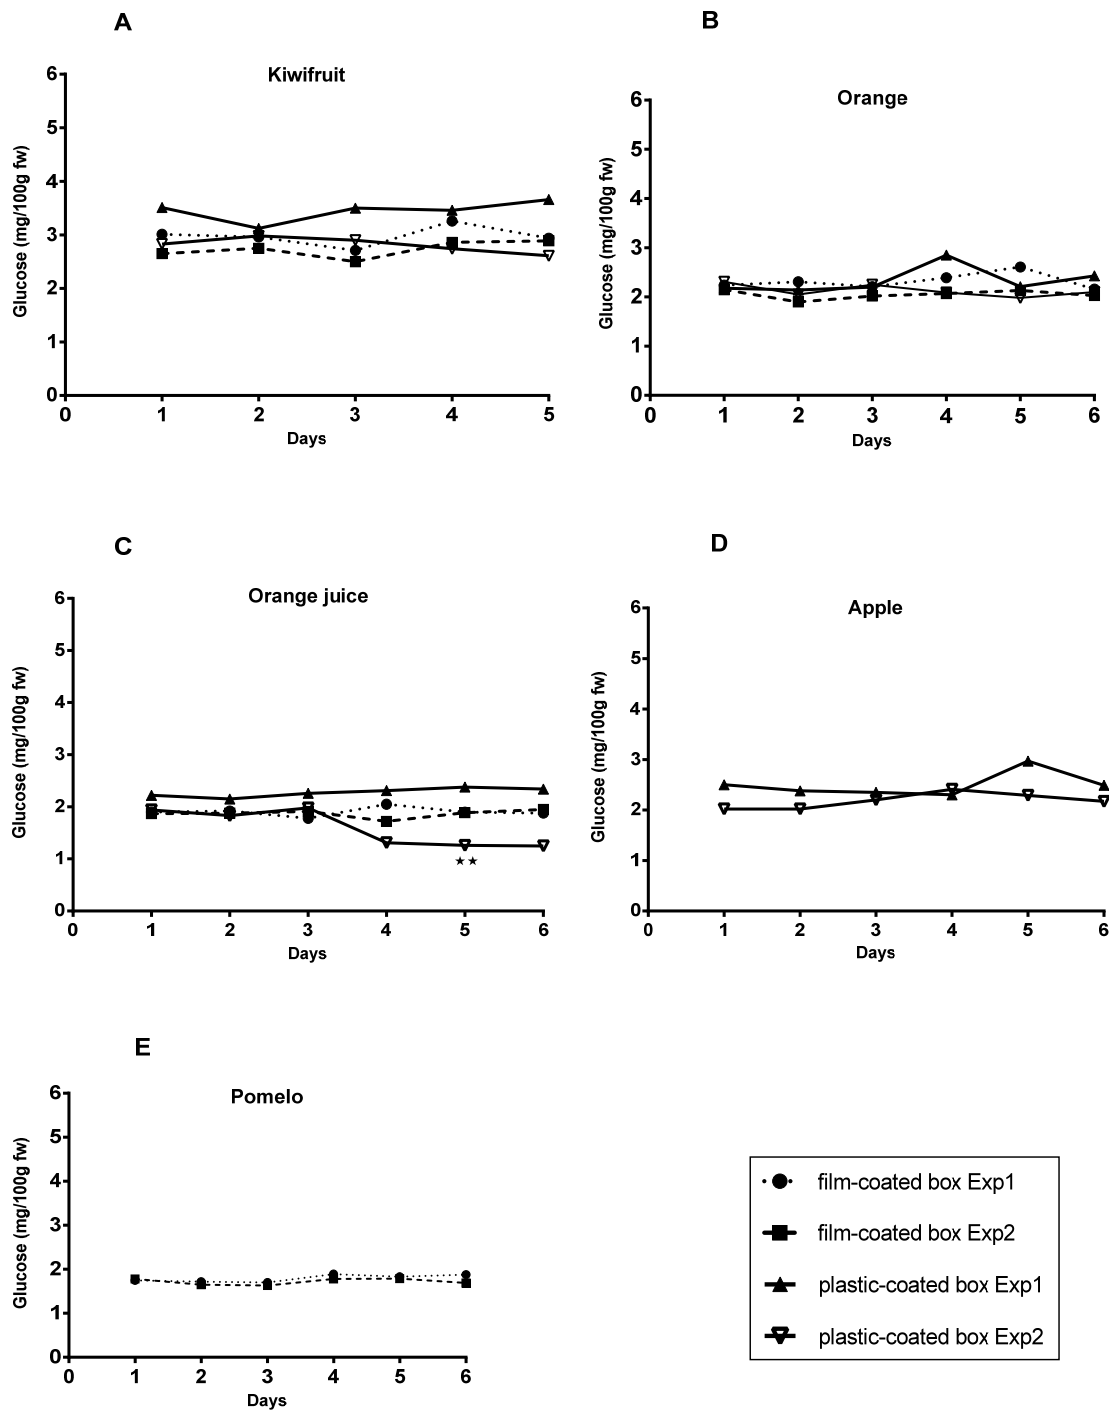 A
Kiwifruit
Glucose (mg/100g fw)
6
5
4
3
2
1
0
0 1 2 3 4 5
Days
B
Orange
Glucose (mg/100g fw)
6
5
4
3
2
1
0
0 1 2 3 4 5 6
Days
C
Orange juice
Glucose (mg/100g fw)
6
5
4
3
2
1
0
★★
0 1 2 3 4 5 6
Days
D
Apple
Glucose (mg/100g fw)
6
5
4
3
2
1
0
0 1 2 3 4 5 6
Days
E
Pomelo
Glucose (mg/100g fw)
6
5
4
3
2
1
0
0 1 2 3 4 5 6
Days
film-coated box Exp1
film-coated box Exp2
plastic-coated box Exp1
plastic-coated box Exp2